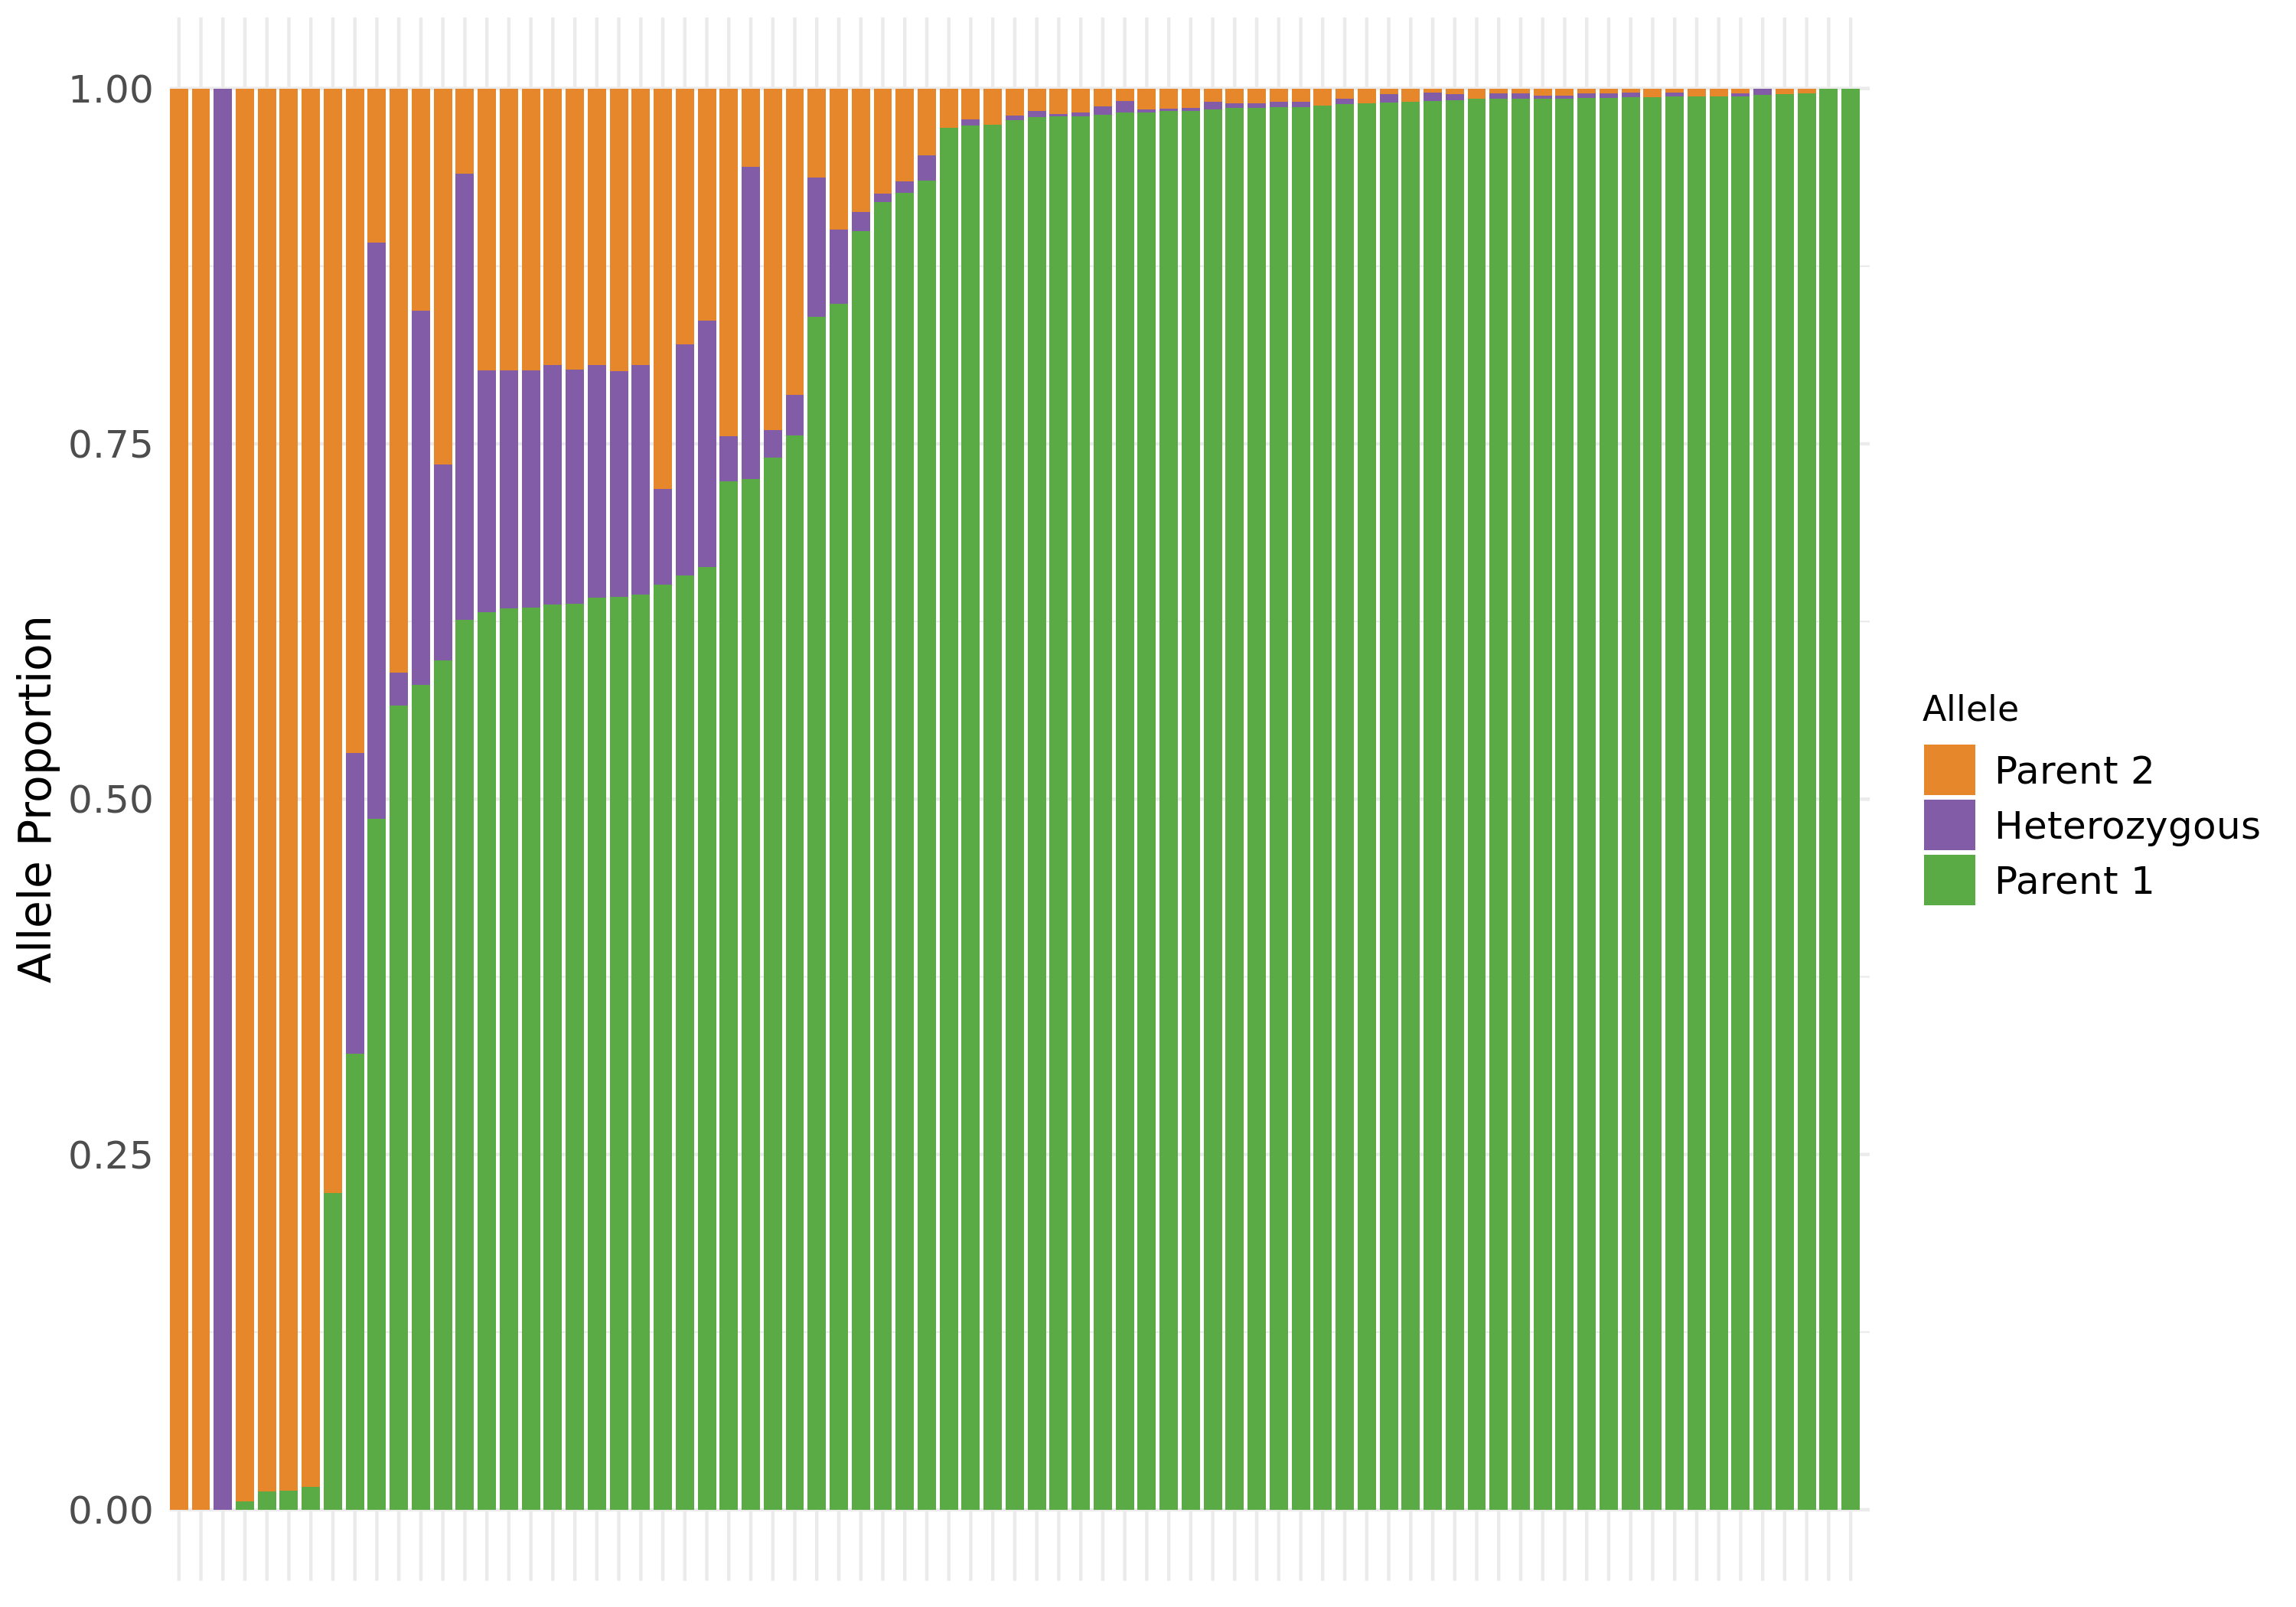 Allele Proportion
1.00
0.75
0.50
0.25
0.00
Allele
Parent 2
Heterozygous
Parent 1